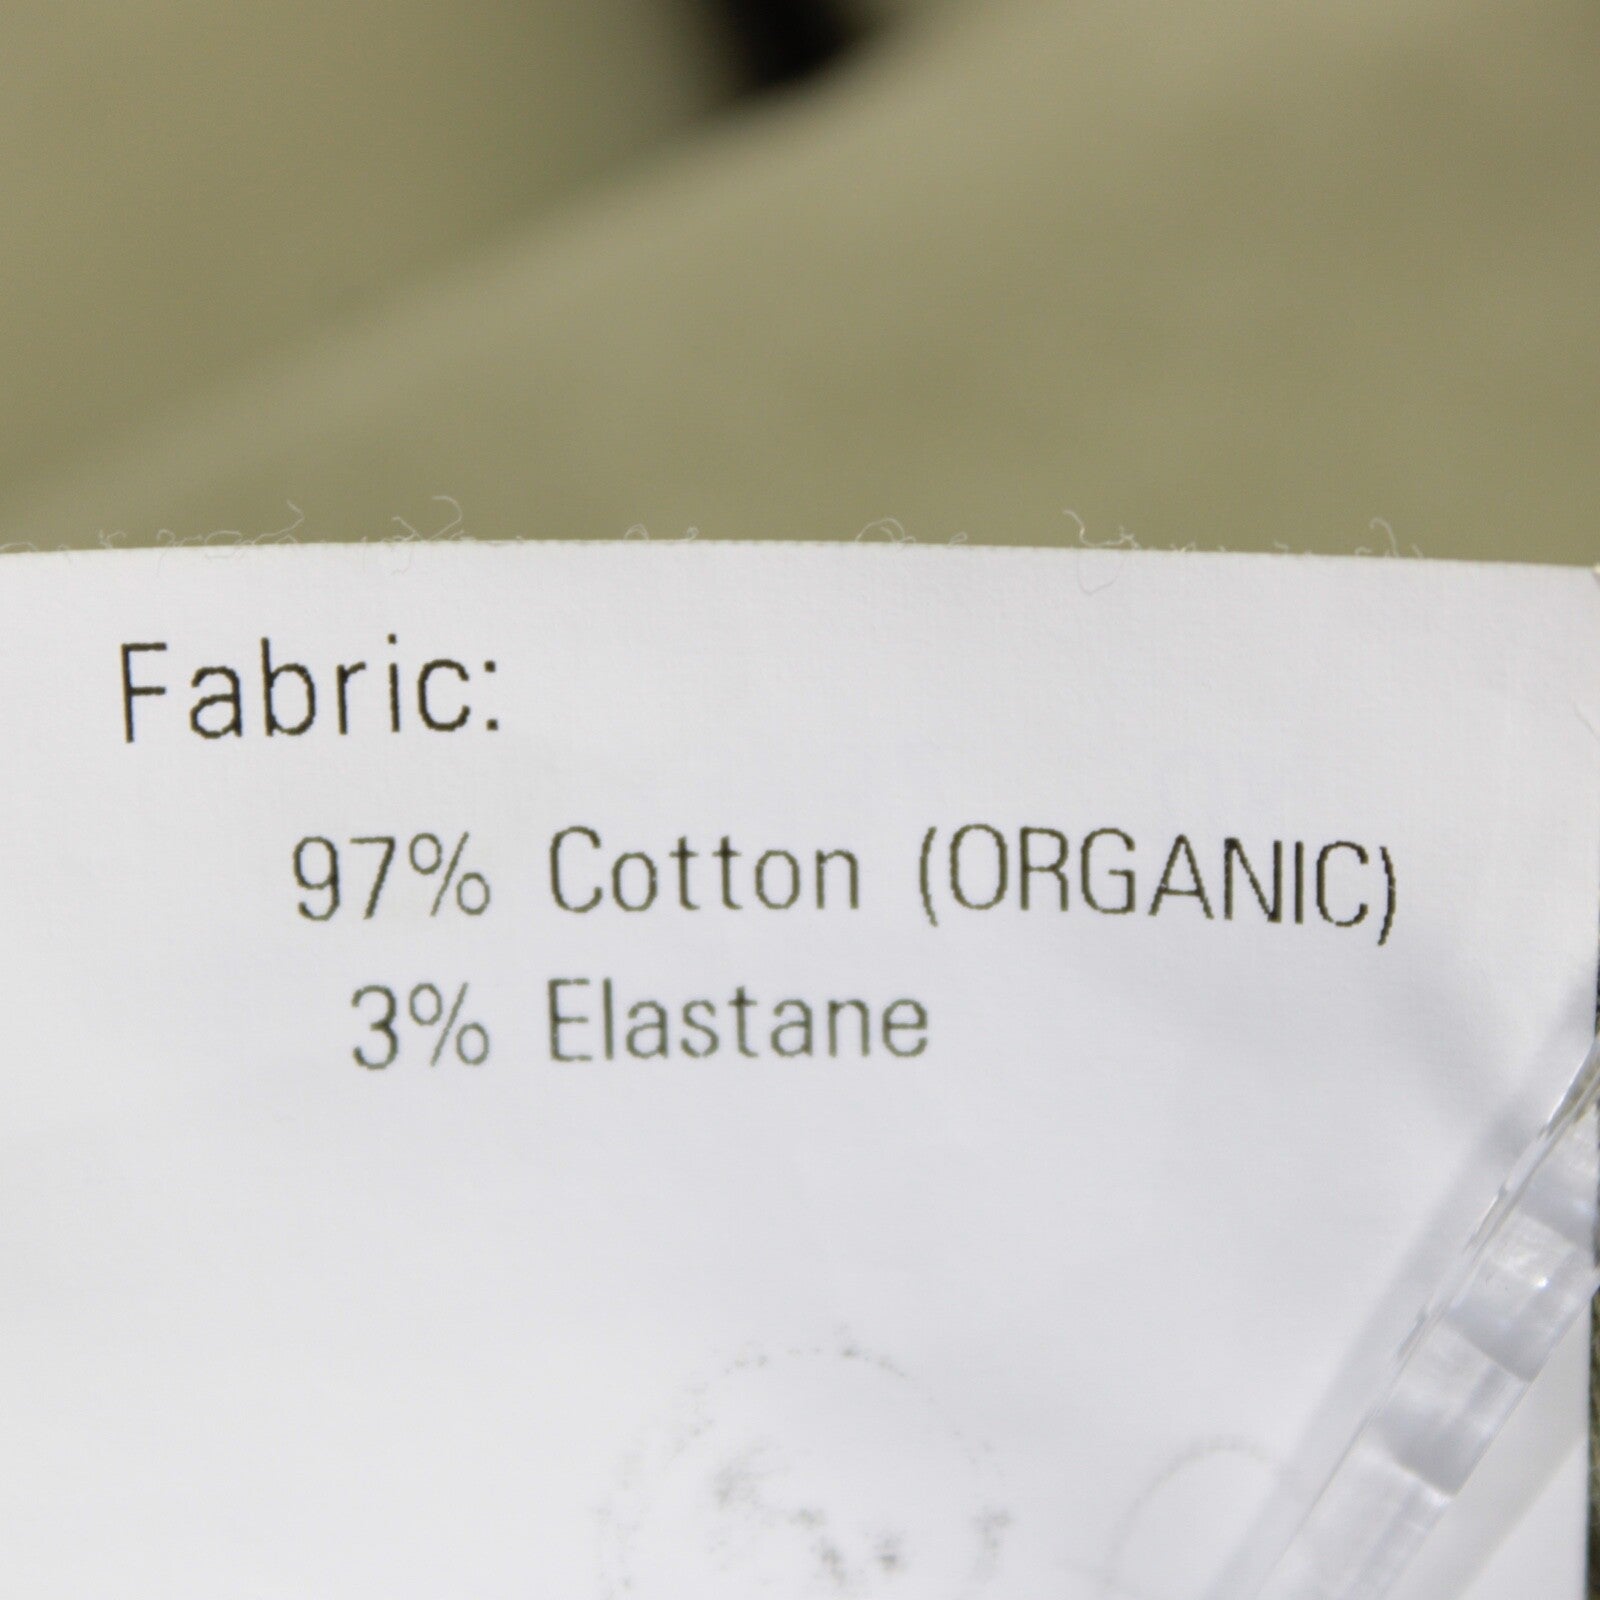 Fabric:
97% Cotton (ORGANIC)
3% Elastane